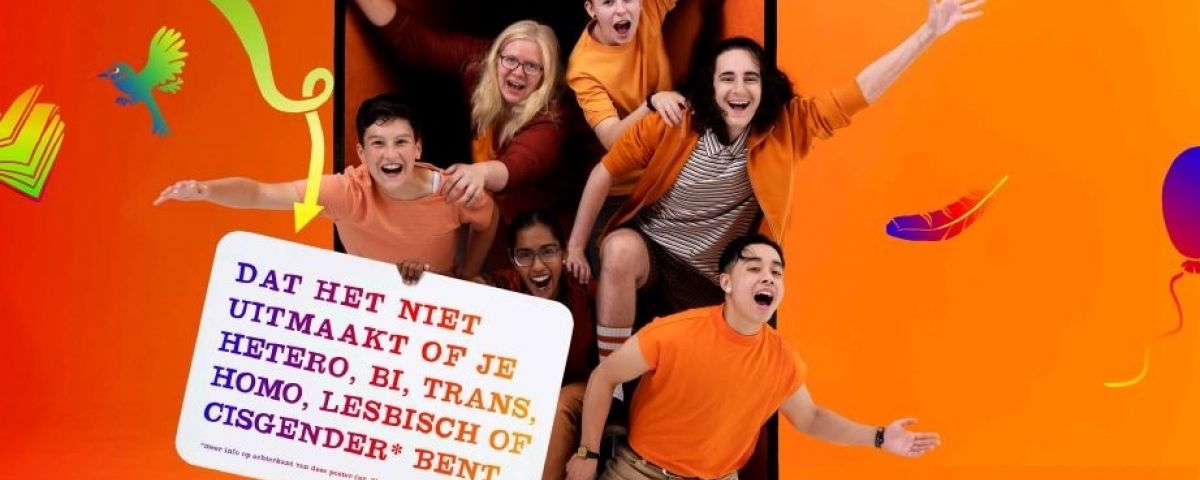 DAT HET NIET
UITMAAKT OF JE
HETERO, BI, TRANS,
HOMO, LESBISCH OF
CISGENDER* BENT
*meer info op achterkant van deze poster